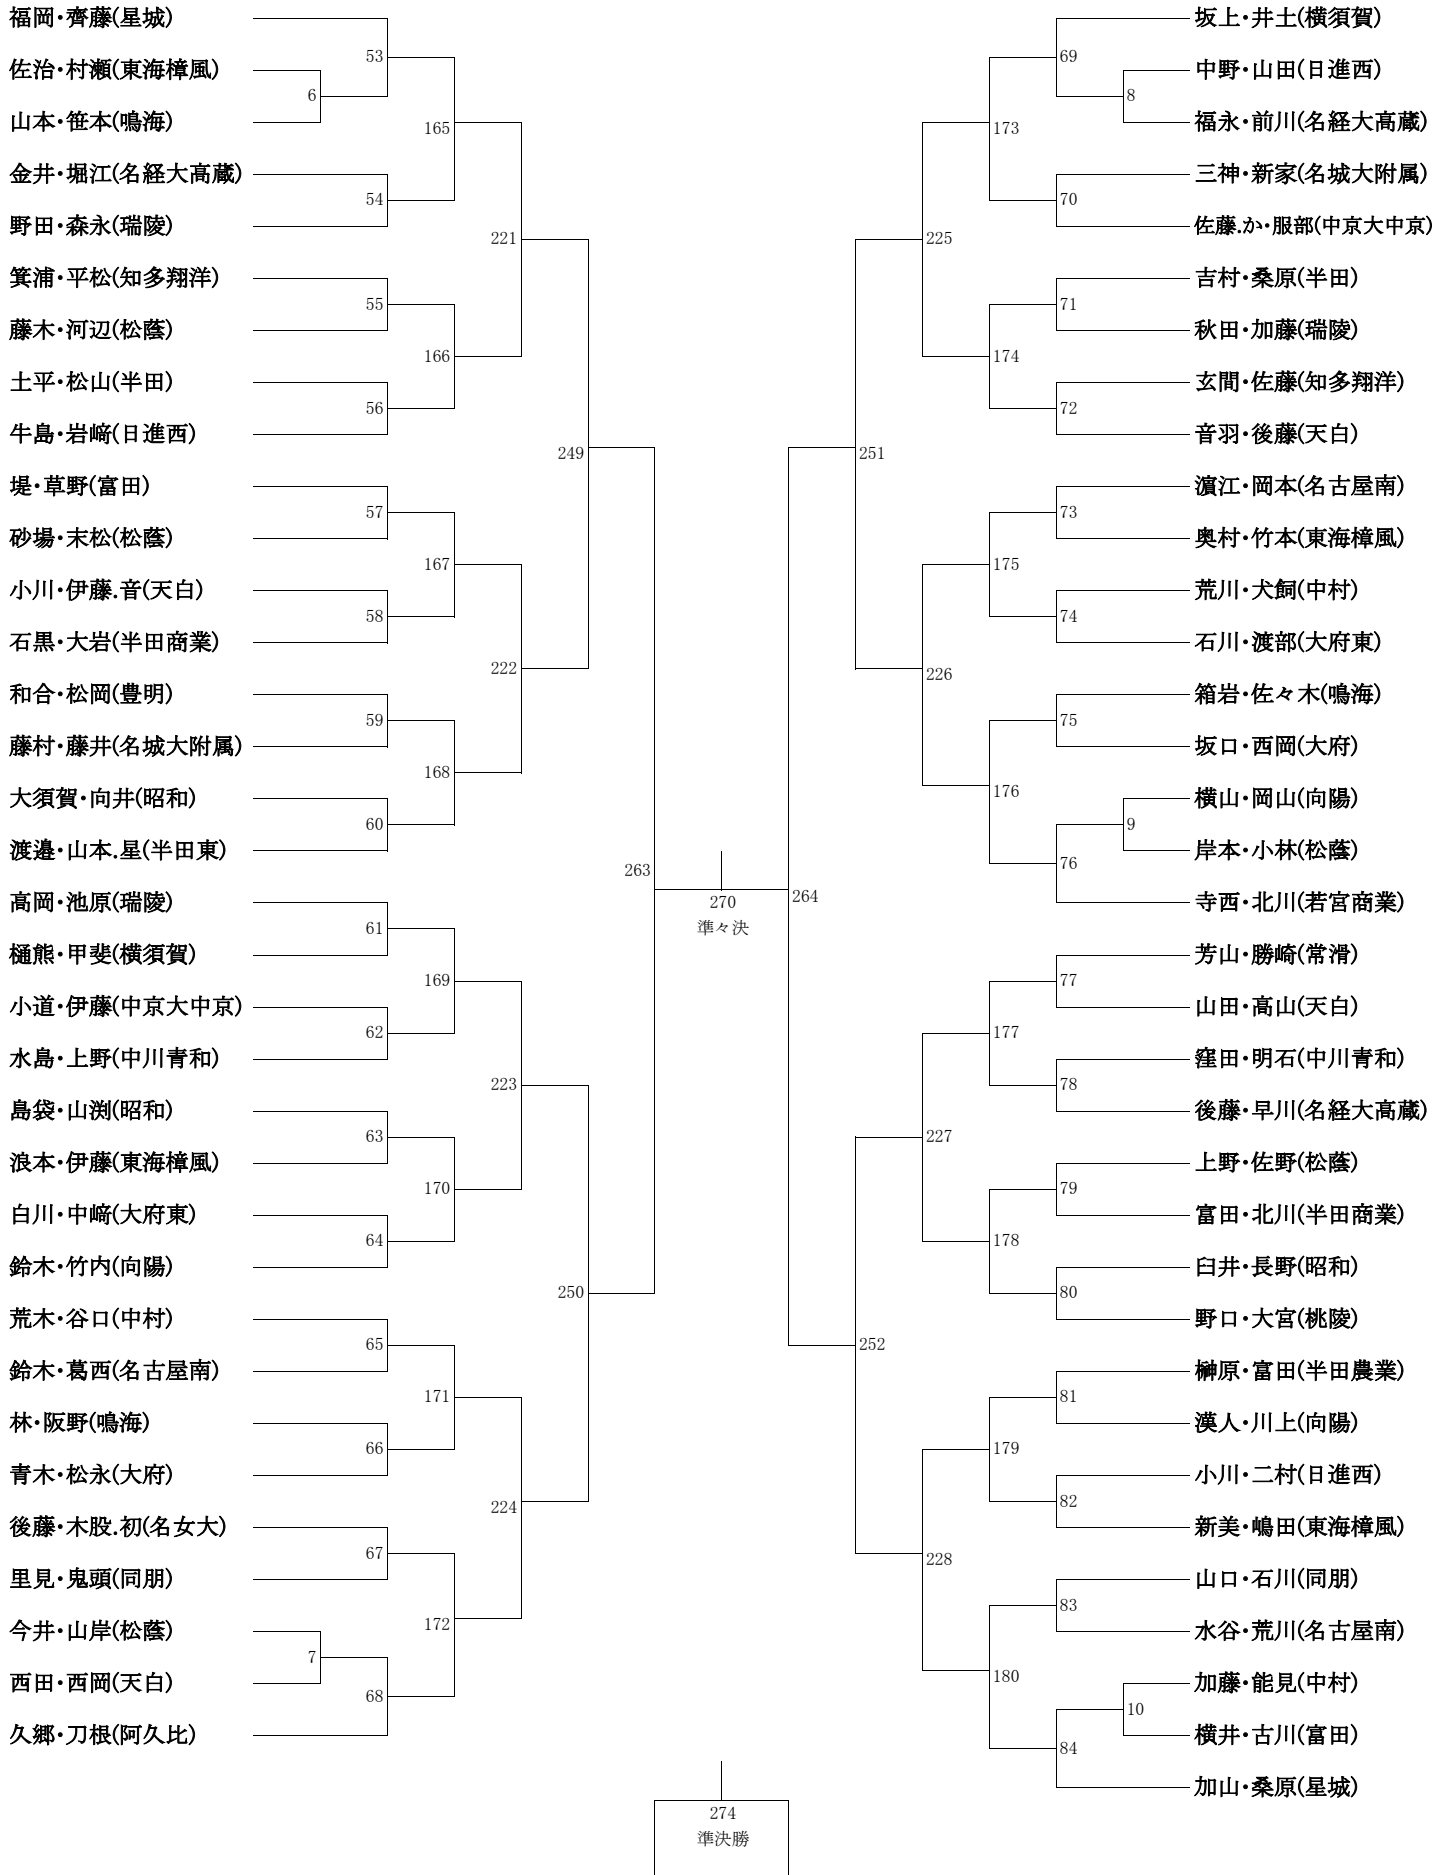 福岡・齊藤(星城)
53
佐治・村瀬(東海樟風)
6
山本・笹本(鳴海)
165
金井・堀江(名経大高蔵)
54
野田・森永(瑞陵)
221
箕浦・平松(知多翔洋)
55
藤木・河辺(松蔭)
166
土平・松山(半田)
56
牛島・岩﨑(日進西)
249
堤・草野(富田)
57
砂場・末松(松蔭)
167
小川・伊藤.音(天白)
58
石黒・大岩(半田商業)
222
和合・松岡(豊明)
59
藤村・藤井(名城大附属)
168
大須賀・向井(昭和)
60
渡邉・山本.星(半田東)
263
高岡・池原(瑞陵)
61
樋熊・甲斐(横須賀)
169
小道・伊藤(中京大中京)
62
水島・上野(中川青和)
223
島袋・山渕(昭和)
63
浪本・伊藤(東海樟風)
170
白川・中﨑(大府東)
64
鈴木・竹内(向陽)
250
荒木・谷口(中村)
65
鈴木・葛西(名古屋南)
171
林・阪野(鳴海)
66
青木・松永(大府)
224
後藤・木股.初(名女大)
67
里見・鬼頭(同朋)
172
今井・山岸(松蔭)
7
西田・西岡(天白)
68
久郷・刀根(阿久比)
270
準々決
坂上・井土(横須賀)
69
中野・山田(日進西)
8
福永・前川(名経大高蔵)
173
三神・新家(名城大附属)
70
佐藤.か・服部(中京大中京)
225
吉村・桑原(半田)
71
秋田・加藤(瑞陵)
174
玄間・佐藤(知多翔洋)
72
音羽・後藤(天白)
251
濵江・岡本(名古屋南)
73
奥村・竹本(東海樟風)
175
荒川・犬飼(中村)
74
石川・渡部(大府東)
226
箱岩・佐々木(鳴海)
75
坂口・西岡(大府)
176
横山・岡山(向陽)
9
岸本・小林(松蔭)
76
寺西・北川(若宮商業)
264
芳山・勝崎(常滑)
77
山田・高山(天白)
177
窪田・明石(中川青和)
78
後藤・早川(名経大高蔵)
227
上野・佐野(松蔭)
79
富田・北川(半田商業)
178
臼井・長野(昭和)
80
野口・大宮(桃陵)
252
榊原・富田(半田農業)
81
漢人・川上(向陽)
179
小川・二村(日進西)
82
新美・嶋田(東海樟風)
228
山口・石川(同朋)
83
水谷・荒川(名古屋南)
180
加藤・能見(中村)
10
横井・古川(富田)
84
加山・桑原(星城)
274
準決勝